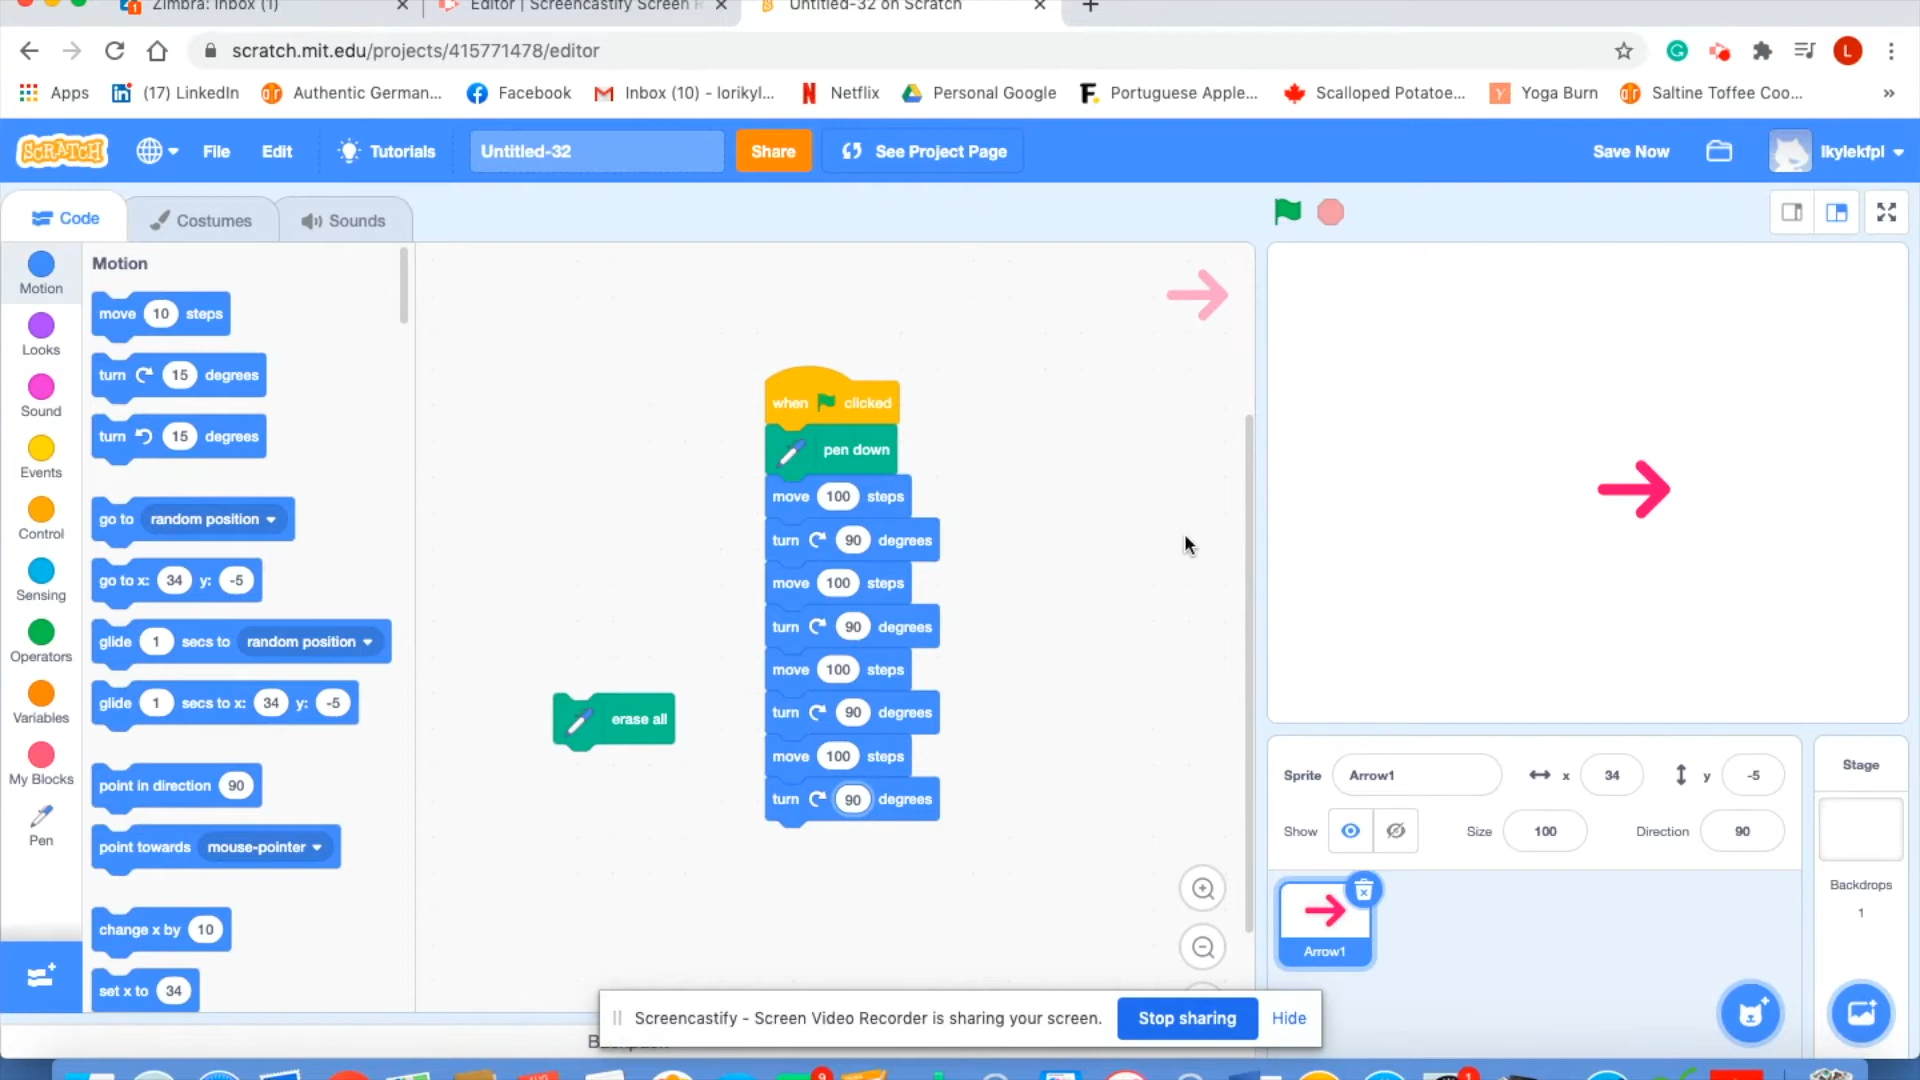 Zimbra: Inbox (1)
Editor | Screencastify Screen R
Untitled-32 on Scratch
scratch.mit.edu/projects/415771478/editor
L
Apps
(17) LinkedIn
Authentic German...
Facebook
Inbox (10) - lorikyl...
Netflix
Personal Google
Portuguese Apple...
Scalloped Potatoe...
Yoga Burn
Saltine Toffee Coo...
»
SCRATCH
File
Edit
Tutorials
Untitled-32
Share
See Project Page
Save Now
lkylekfpl
Code
Costumes
Sounds
Motion
Looks
Sound
Events
Control
Sensing
Operators
Variables
My Blocks
Pen
Motion
move 10 steps
turn 15 degrees
turn 15 degrees
go to random position
go to x: 34 y: -5
glide 1 secs to random position
glide 1 secs to x: 34 y: -5
point in direction 90
point towards mouse-pointer
change x by 10
set x to 34
erase all
when clicked
pen down
move 100 steps
turn 90 degrees
move 100 steps
turn 90 degrees
move 100 steps
turn 90 degrees
move 100 steps
turn 90 degrees
Sprite Arrow1 x 34 y -5
Show Size 100 Direction 90
Arrow1
Stage
Backdrops
1
Screencastify - Screen Video Recorder is sharing your screen.
Stop sharing
Hide